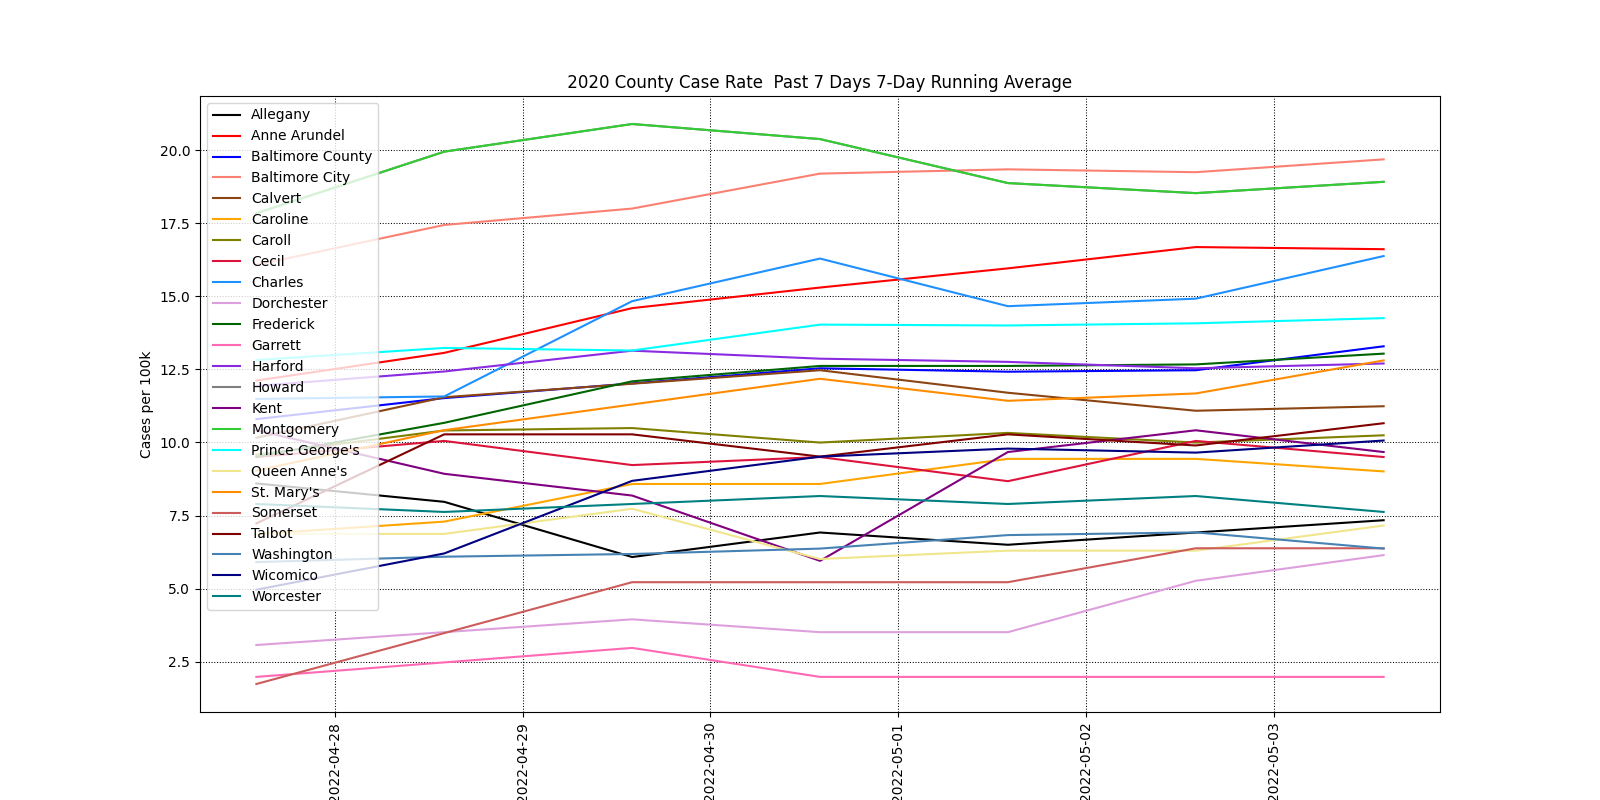 2020 County Case Rate  Past 7 Days 7-Day Running Average
Cases per 100k
20.0
17.5
15.0
12.5
10.0
7.5
5.0
2.5
Allegany
Anne Arundel
Baltimore County
Baltimore City
Calvert
Caroline
Caroll
Cecil
Charles
Dorchester
Frederick
Garrett
Harford
Howard
Kent
Montgomery
Prince George's
Queen Anne's
St. Mary's
Somerset
Talbot
Washington
Wicomico
Worcester
2022-04-28
2022-04-29
2022-04-30
2022-05-01
2022-05-02
2022-05-03